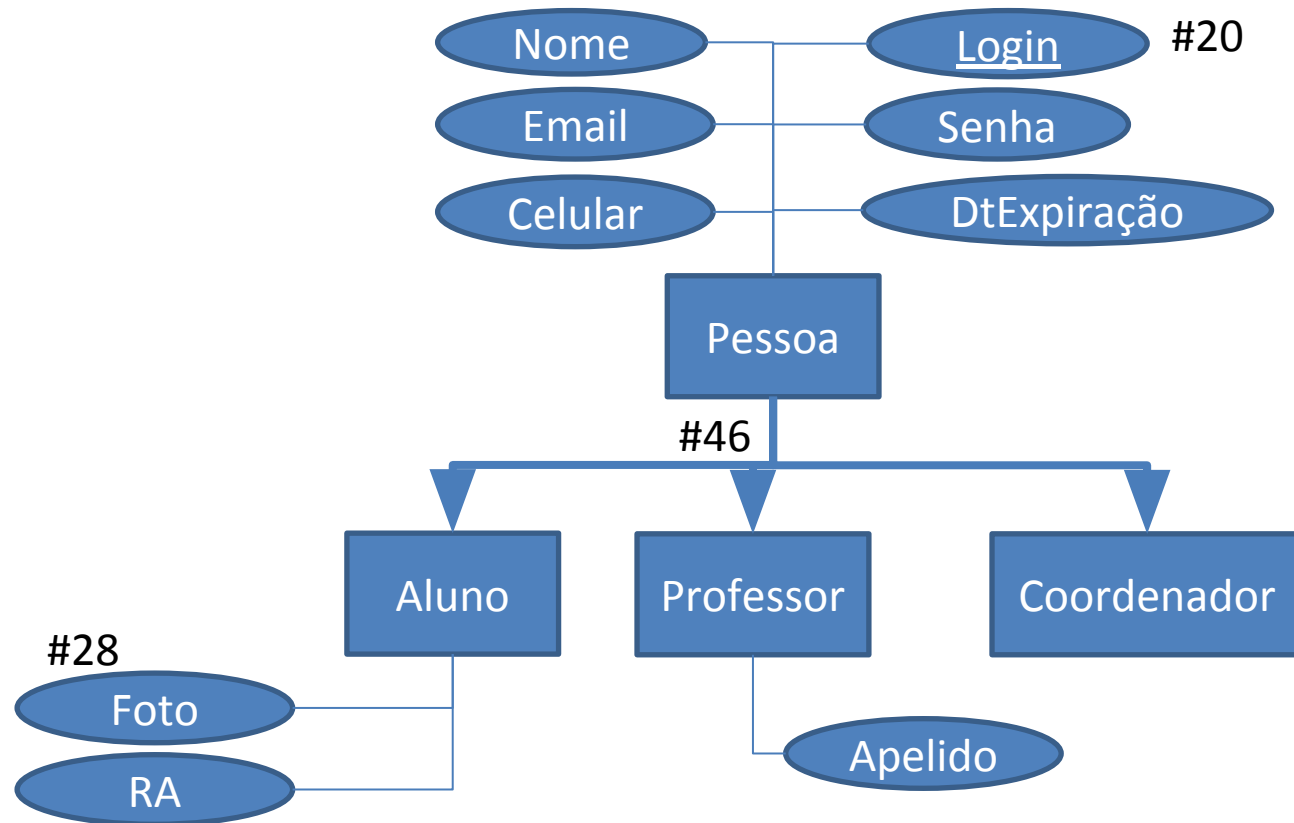 Nome
Login
#20
Email
Senha
Celular
DtExpiração
Pessoa
#46
Aluno
Professor
Coordenador
#28
Foto
RA
Apelido